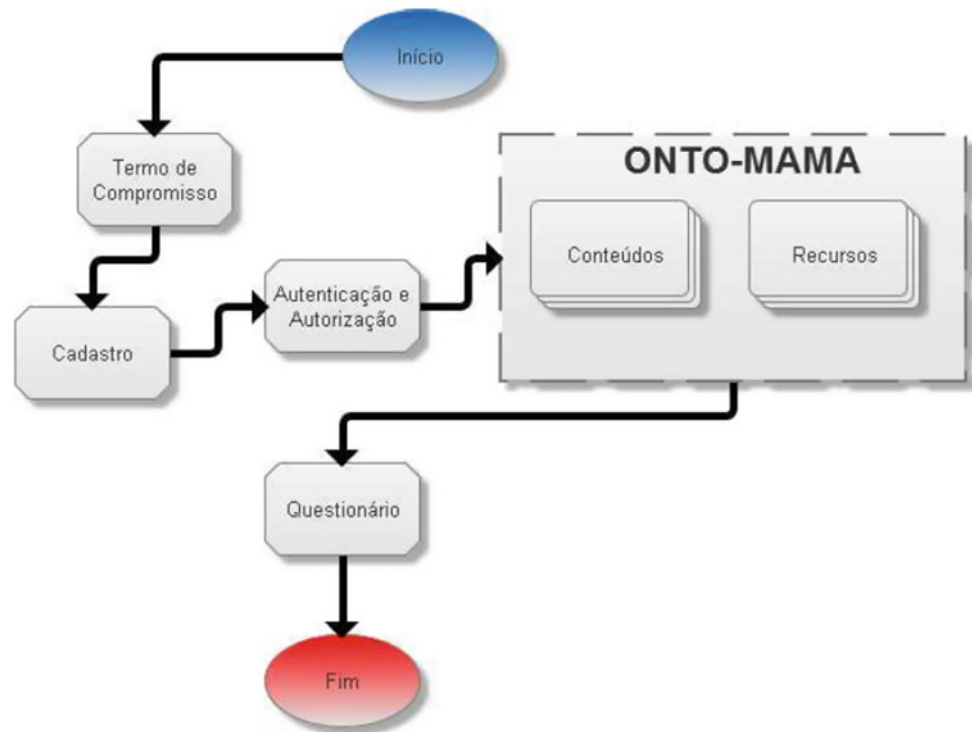 Início
Termo de
Compromisso
Cadastro
Autenticação e
Autorização
ONTO-MAMA
Conteúdos
Recursos
Questionário
Fim